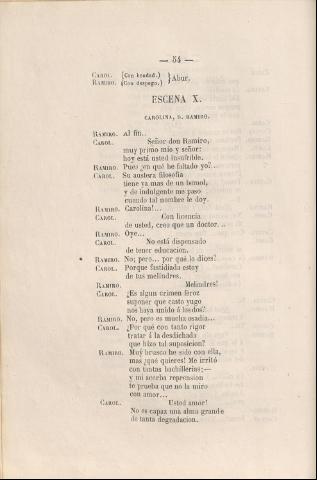 — 54 —
CAROL. (Con bondad.) } Abur.
RAMIRO. (Con despego.)
ESCENA X.
CAROLINA, D. RAMIRO.
RAMIRO. Al fin..
CAROL. Señor don Ramiro,
muy primo mio y señor:
hoy está usted insufrible.
RAMIRO. Pues ¿en qué he faltado yo?..
CAROL. Su austera filosofía
tiene ya mas de un bemol,
y de indulgente me paso
cuando tal nombre le doy.
RAMIRO. Carolina!..
CAROL. Con licencia
de usted, creo que un doctor...
RAMIRO. Oye...
CAROL. No está dispensado
de tener educacion.
RAMIRO. No; pero... por qué lo dices?
CAROL. Porque fastidiada estoy
de tus melindres.
RAMIRO. Melindres!
CAROL. ¿Es algun crimen feroz
suponer que casto yugo
nos haya unido á los dos?
RAMIRO. No, pero es mucha osadía...
CAROL. ¿Por qué con tanto rigor
tratar á la desdichada
que hizo tal suposicion?
RAMIRO. Muy brusco he sido con ella,
mas ¿qué quieres! Me irritó
con tantas bachillerías;—
y mi acerba reprension
te prueba que no la miro
con amor...
CAROL. Usted amor!
No es capaz una alma grande
de tanta degradacion.